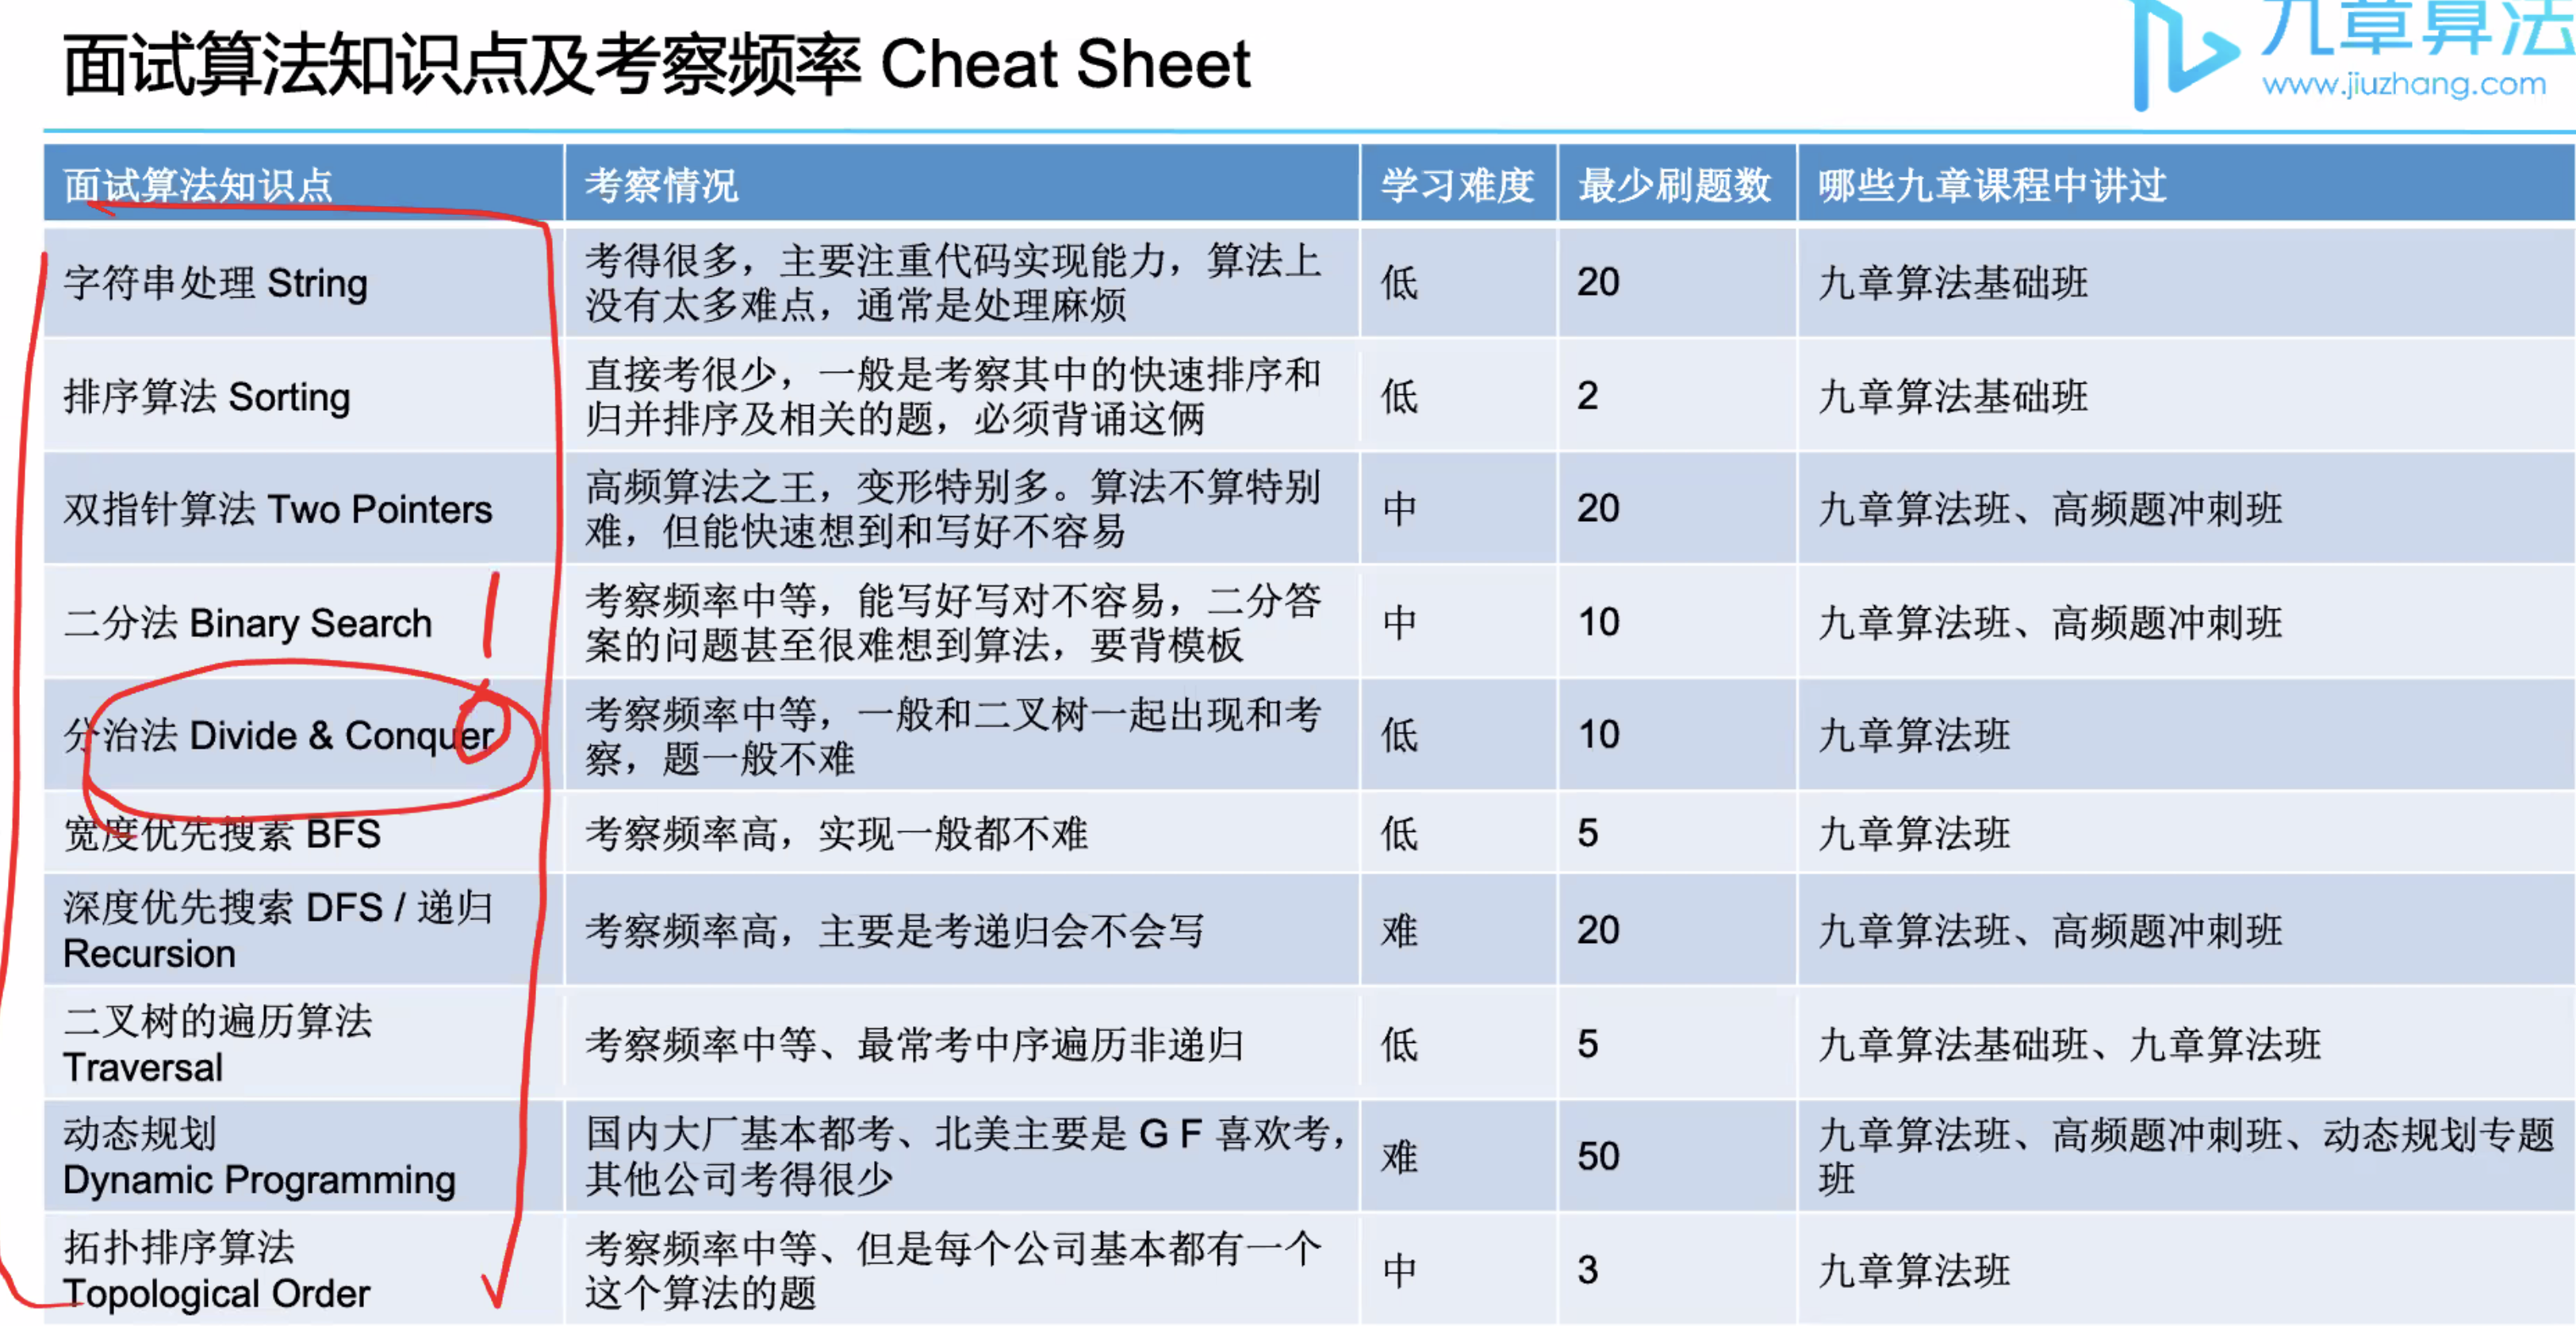 面试算法知识点及考察频率 Cheat Sheet
九章算法
www.jiuzhang.com
面试算法知识点 考察情况 学习难度 最少刷题数 哪些九章课程中讲过
字符串处理 String
考得很多，主要注重代码实现能力，算法上
没有太多难点，通常是处理麻烦
低
20
九章算法基础班
排序算法 Sorting
直接考很少，一般是考察其中的快速排序和
归并排序及相关的题，必须背诵这俩
低
2
九章算法基础班
双指针算法 Two Pointers
高频算法之王，变形特别多。算法不算特别
难，但能快速想到和写好不容易
中
20
九章算法班、高频题冲刺班
二分法 Binary Search
考察频率中等，能写好写对不容易，二分答
案的问题甚至很难想到算法，要背模板
中
10
九章算法班、高频题冲刺班
分治法 Divide & Conquer
考察频率中等，一般和二叉树一起出现和考
察，题一般不难
低
10
九章算法班
宽度优先搜素 BFS
考察频率高，实现一般都不难
低
5
九章算法班
深度优先搜索 DFS / 递归
Recursion
考察频率高，主要是考递归会不会写
难
20
九章算法班、高频题冲刺班
二叉树的遍历算法
Traversal
考察频率中等、最常考中序遍历非递归
低
5
九章算法基础班、九章算法班
动态规划
Dynamic Programming
国内大厂基本都考、北美主要是 G F 喜欢考，
其他公司考得很少
难
50
九章算法班、高频题冲刺班、动态规划专题
班
拓扑排序算法
Topological Order
考察频率中等、但是每个公司基本都有一个
这个算法的题
中
3
九章算法班